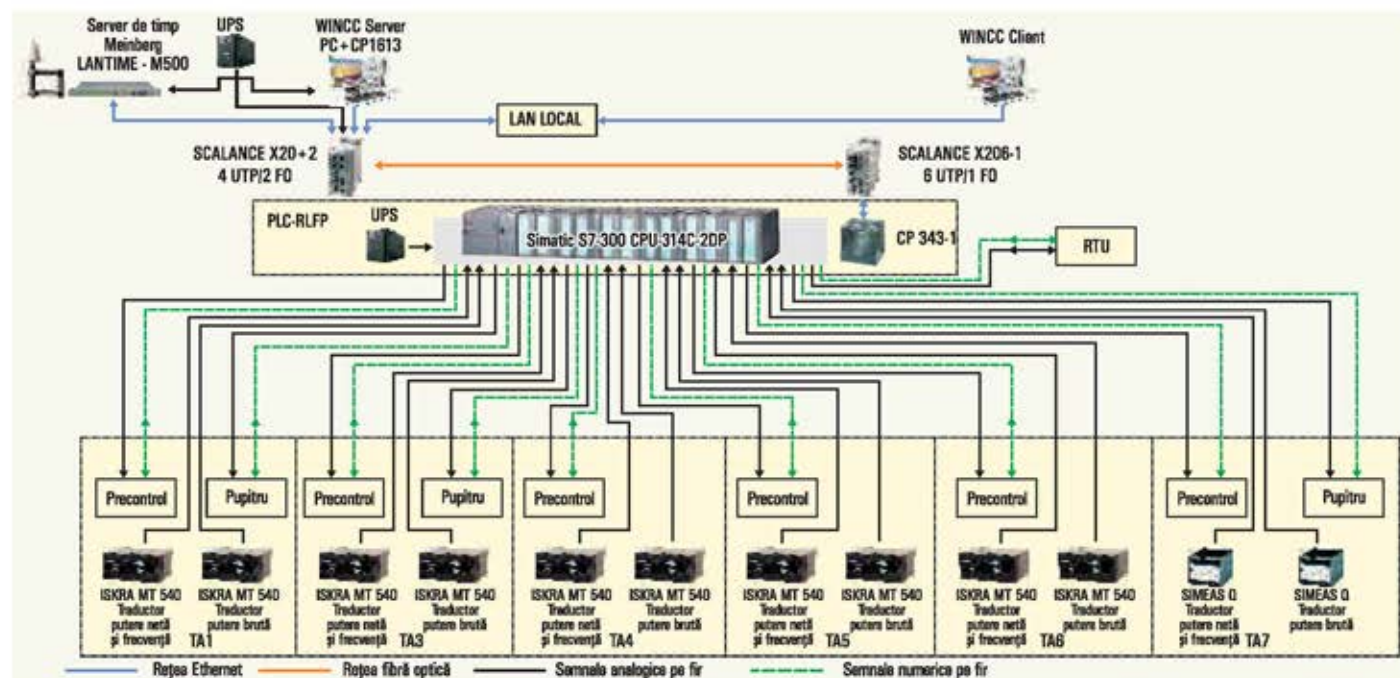 Server de timp
Meinberg
LANTIME - M500
UPS
WINCC Server
PC+CP1613
WINCC Client
LAN LOCAL
SCALANCE X20+2
4 UTP/2 FO
SCALANCE X206-1
6 UTP/1 FO
PLC-RLFP
UPS
Simatic S7-300 CPU-314C-2DP
CP 343-1
RTU
Precontrol
Pupitru
Precontrol
Pupitru
Precontrol
Precontrol
Precontrol
Precontrol
Pupitru
ISKRA MT 540
Traductor
putere netă
și frecvență
ISKRA MT 540
Traductor
putere brută
TA1
ISKRA MT 540
Traductor
putere netă
și frecvență
ISKRA MT 540
Traductor
putere brută
TA3
ISKRA MT 540
Traductor
putere netă
și frecvență
ISKRA MT 540
Traductor
putere brută
TA4
ISKRA MT 540
Traductor
putere netă
și frecvență
ISKRA MT 540
Traductor
putere brută
TA5
ISKRA MT 540
Traductor
putere netă
și frecvență
ISKRA MT 540
Traductor
putere brută
TA6
SIMEAS Q
Traductor
putere netă
și frecvență
SIMEAS Q
Traductor
putere brută
TA7
Rețea Ethernet
Rețea fibră optică
Semnale analogice pe fir
Semnale numerice pe fir